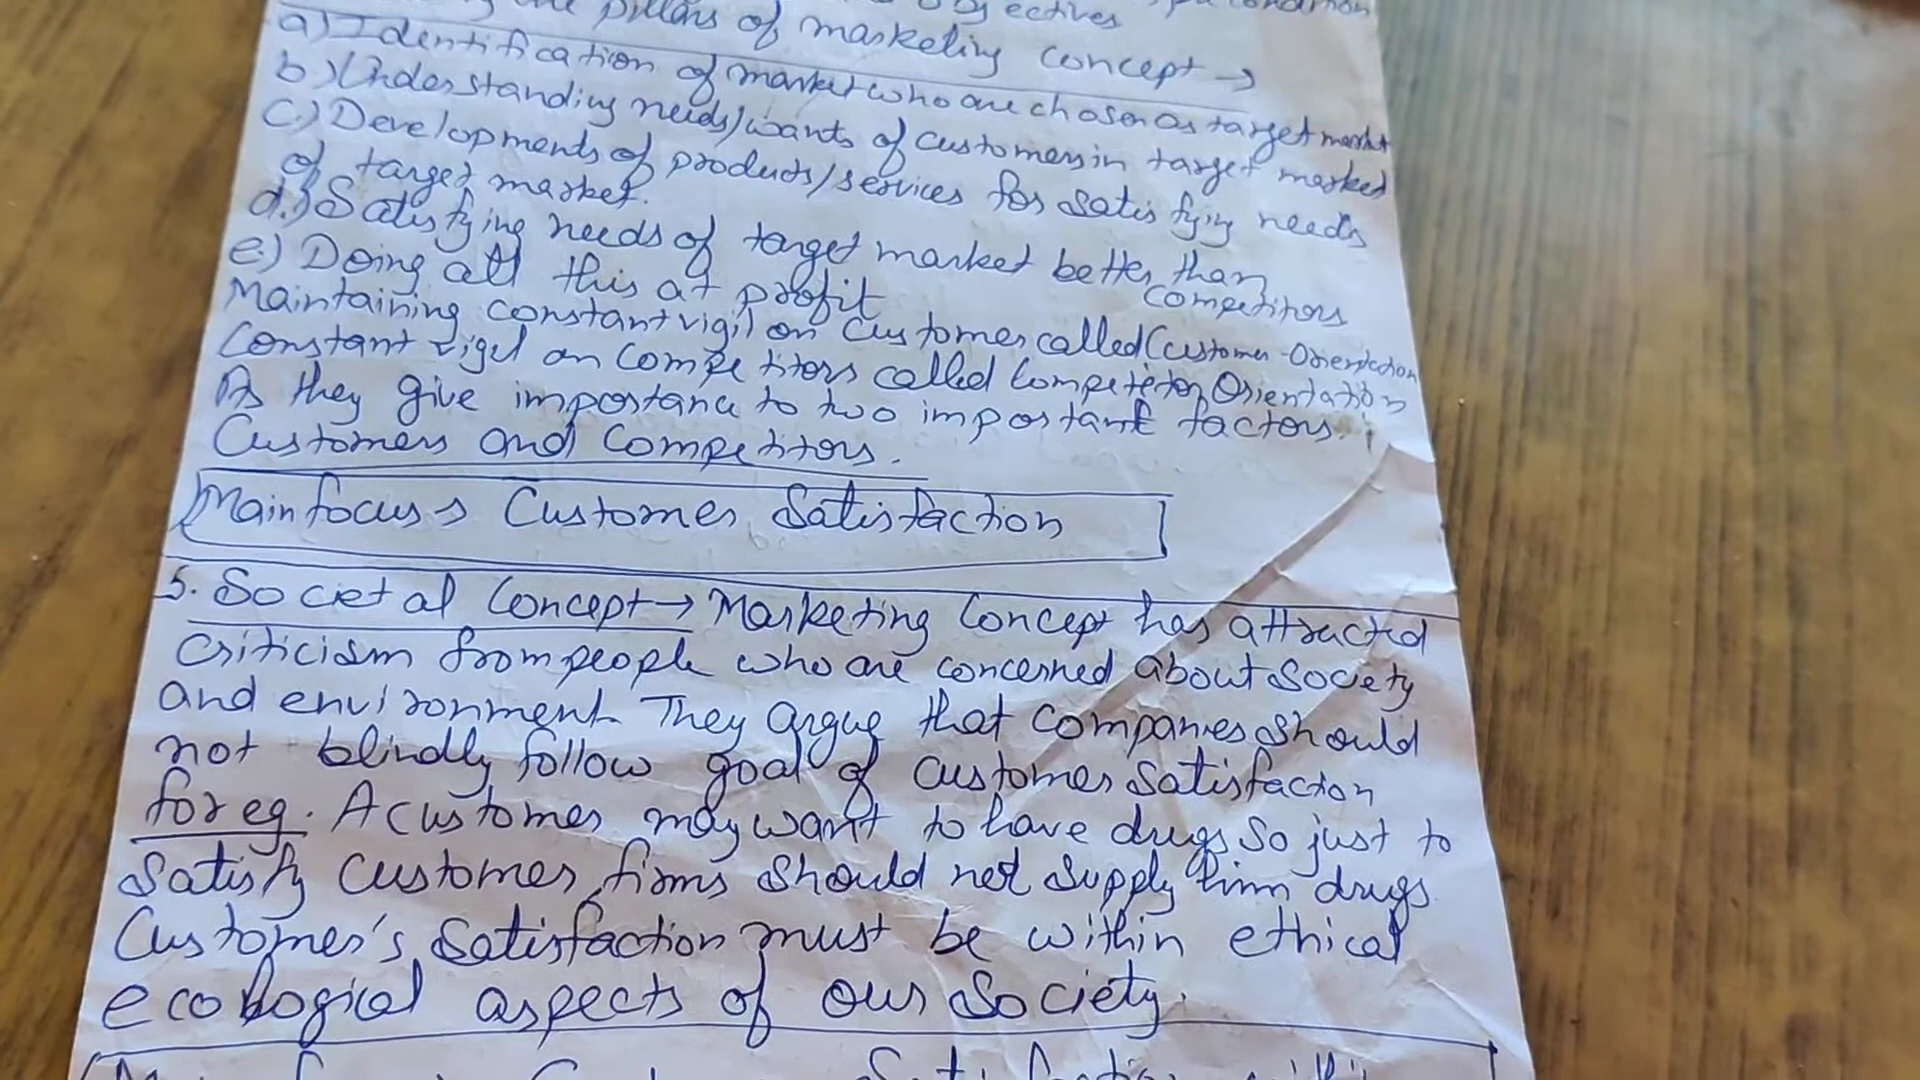 objectives
the pillars of marketing concept →
a) Identification of market who are chosen as target market
b.) Understanding needs/wants of customers in target market
C.) Developments of products/services for satisfying needs
of target market.
d.) Satisfying needs of target market better than
competitors
e.) Doing all this at profit
Maintaining constant vigil on customer called Customer-Orientation
Constant vigil on competitors called Competitor Orientation
As they give importance to two important factors.
Customers and Competitors.
Main focus → Customer Satisfaction
5. Societal Concept → Marketing Concept has attracted
criticism from people who are concerned about society
and environment. They argue that companies should
not blindly follow goal of customer satisfaction
for eg. A customer may want to have drugs so just to
satisfy customer, firms should not supply him drugs.
Customer's satisfaction must be within ethical
ecological aspects of our society.